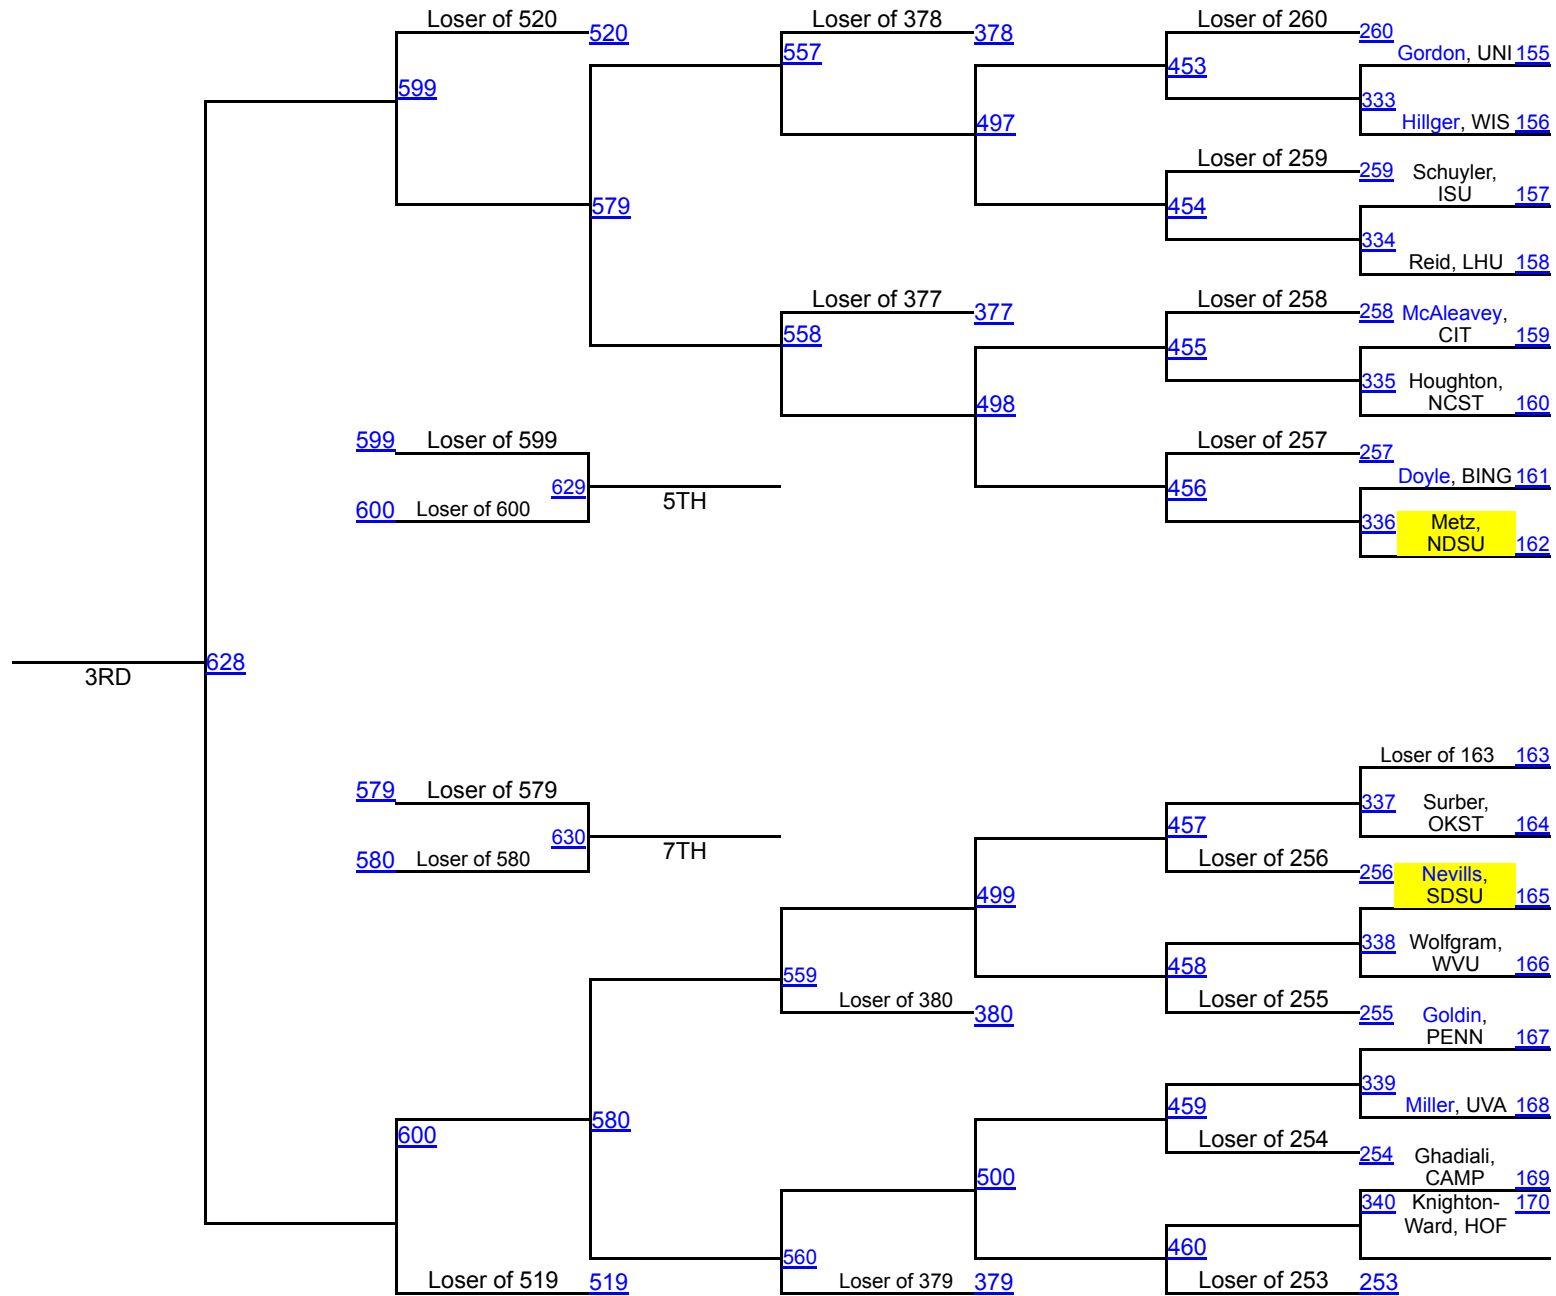 Loser of 520 520
Loser of 378 378
Loser of 260 260
Gordon, UNI 155
557
453
599
333
Hillger, WIS 156
497
Loser of 259 259
Schuyler,
ISU 157
579
454
334
Reid, LHU 158
Loser of 377 377
Loser of 258 258
McAleavey,
CIT 159
558
455
335
Houghton,
NCST 160
498
599 Loser of 599
Loser of 257 257
Doyle, BING 161
629
5TH
456
600 Loser of 600
336
Metz,
NDSU 162
3RD
628
Loser of 163 163
579 Loser of 579
337
Surber,
OKST 164
457
630
7TH
580 Loser of 580
Loser of 256 256
Nevills,
SDSU 165
499
338
Wolfgram,
WVU 166
458
559
Loser of 380 380
Loser of 255 255
Goldin,
PENN 167
339
Miller, UVA 168
459
580
600
Loser of 254 254
Ghadiali,
CAMP 169
500
340
Knighton- 170
Ward, HOF
460
560
Loser of 519 519
Loser of 379 379
Loser of 253 253